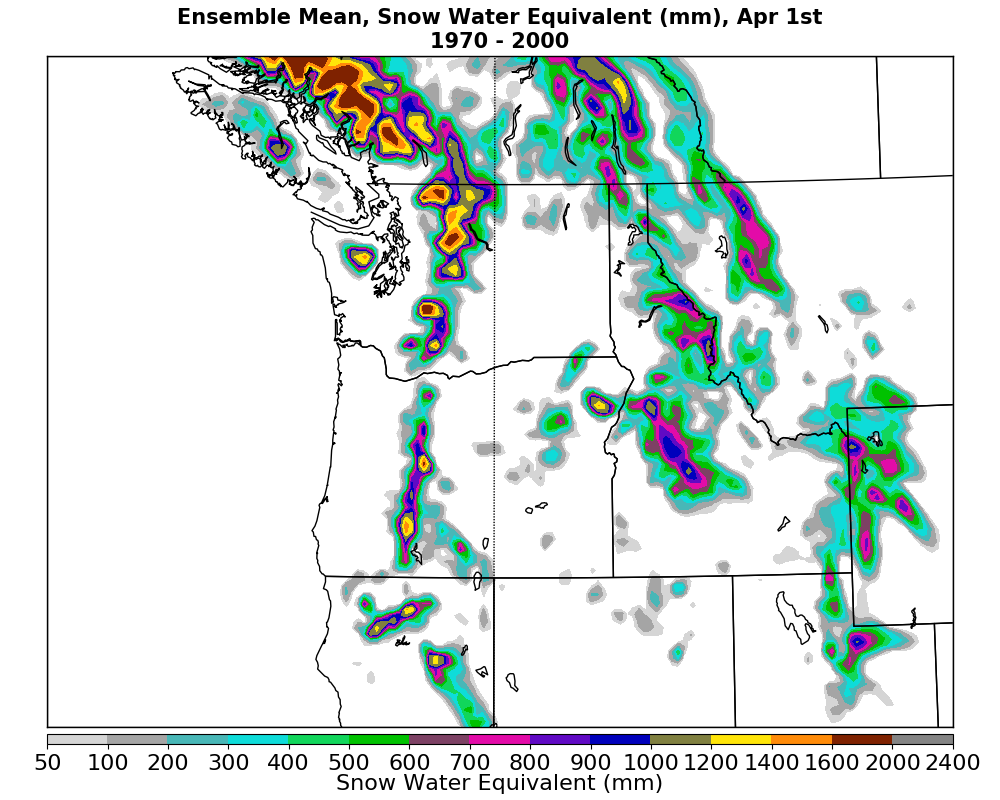 Ensemble Mean, Snow Water Equivalent (mm), Apr 1st
1970 - 2000
50 100 200 300 400 500 600 700 800 900 1000 1200 1400 1600 2000 2400
Snow Water Equivalent (mm)